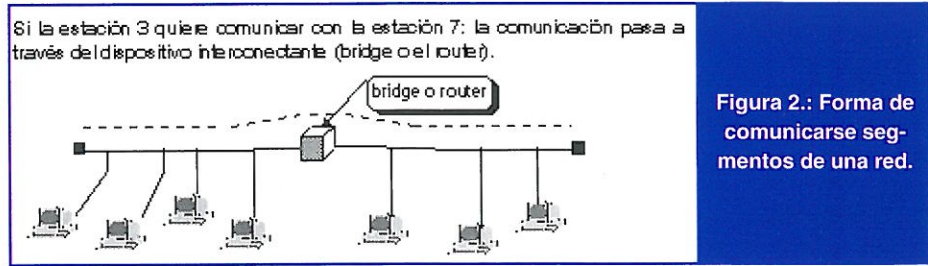 Si la estación 3 quiere comunicar con la estación 7: la comunicación pasa a
través del dispositivo interconectante (bridge o el router).
bridge o router
Figura 2.: Forma de
comunicarse seg-
mentos de una red.